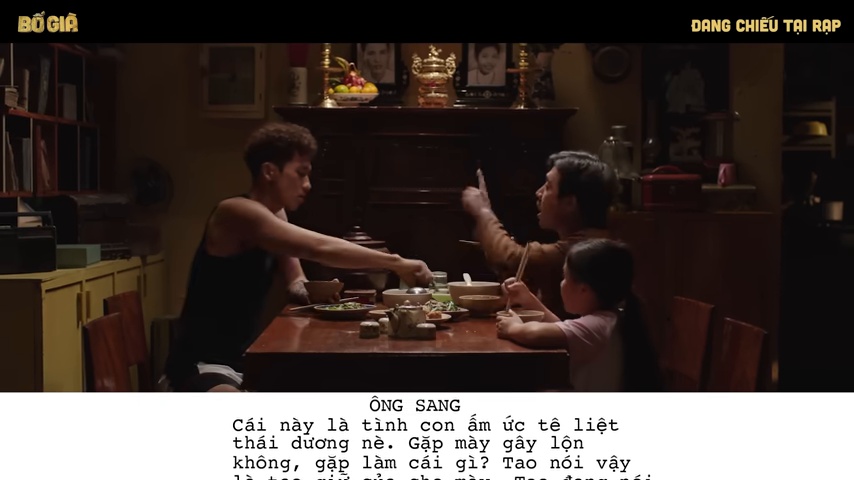 BỐ GIÀ
ĐANG CHIẾU TẠI RẠP
ÔNG SANG
Cái này là tình con ấm ức tê liệt
thái dương nè. Gặp mày gây lộn
không, gặp làm cái gì? Tao nói vậy